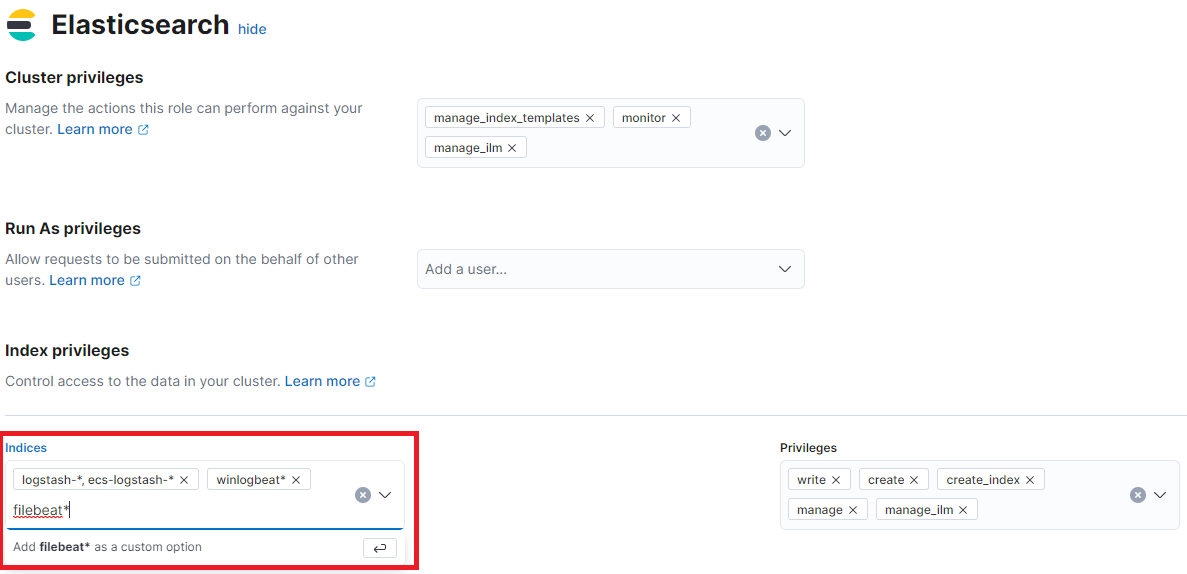 Elasticsearch hide
Cluster privileges
Manage the actions this role can perform against your
cluster. Learn more
manage_index_templates
monitor
manage_ilm
Run As privileges
Allow requests to be submitted on the behalf of other
users. Learn more
Add a user...
Index privileges
Control access to the data in your cluster. Learn more
Indices
logstash-*, ecs-logstash-*
winlogbeat*
filebeat*
Add filebeat* as a custom option
Privileges
write
create
create_index
manage
manage_ilm